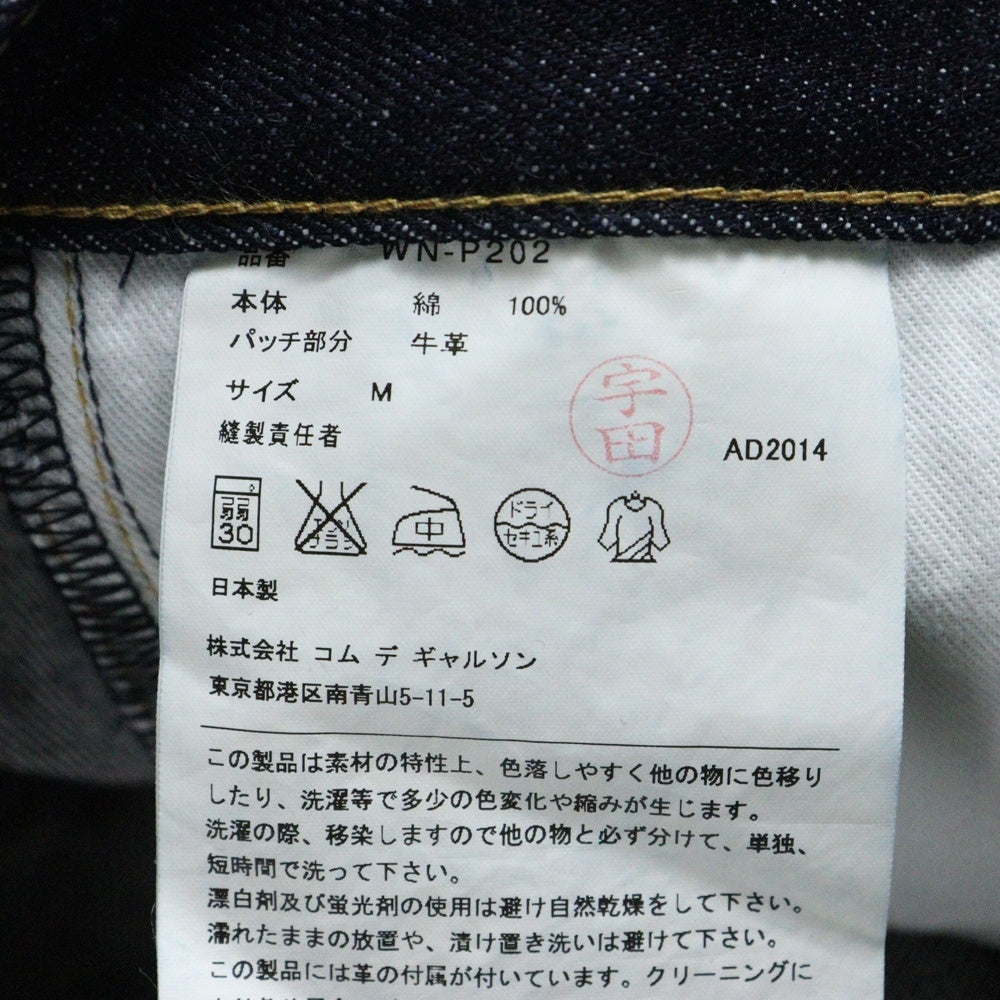 品番 WN-P202
本体 綿 100%
パッチ部分 牛革
サイズ M
縫製責任者
宇田
AD2014
弱 30
エンソ サラシ
中
ドライ
セキユ系
日本製
株式会社 コム デ ギャルソン
東京都港区南青山5-11-5
この製品は素材の特性上、色落しやすく他の物に色移り
したり、洗濯等で多少の色変化や縮みが生じます。
洗濯の際、移染しますので他の物と必ず分けて、単独、
短時間で洗って下さい。
漂白剤及び蛍光剤の使用は避け自然乾燥をして下さい。
濡れたままの放置や、漬け置き洗いは避けて下さい。
この製品には革の付属が付いています。クリーニングに